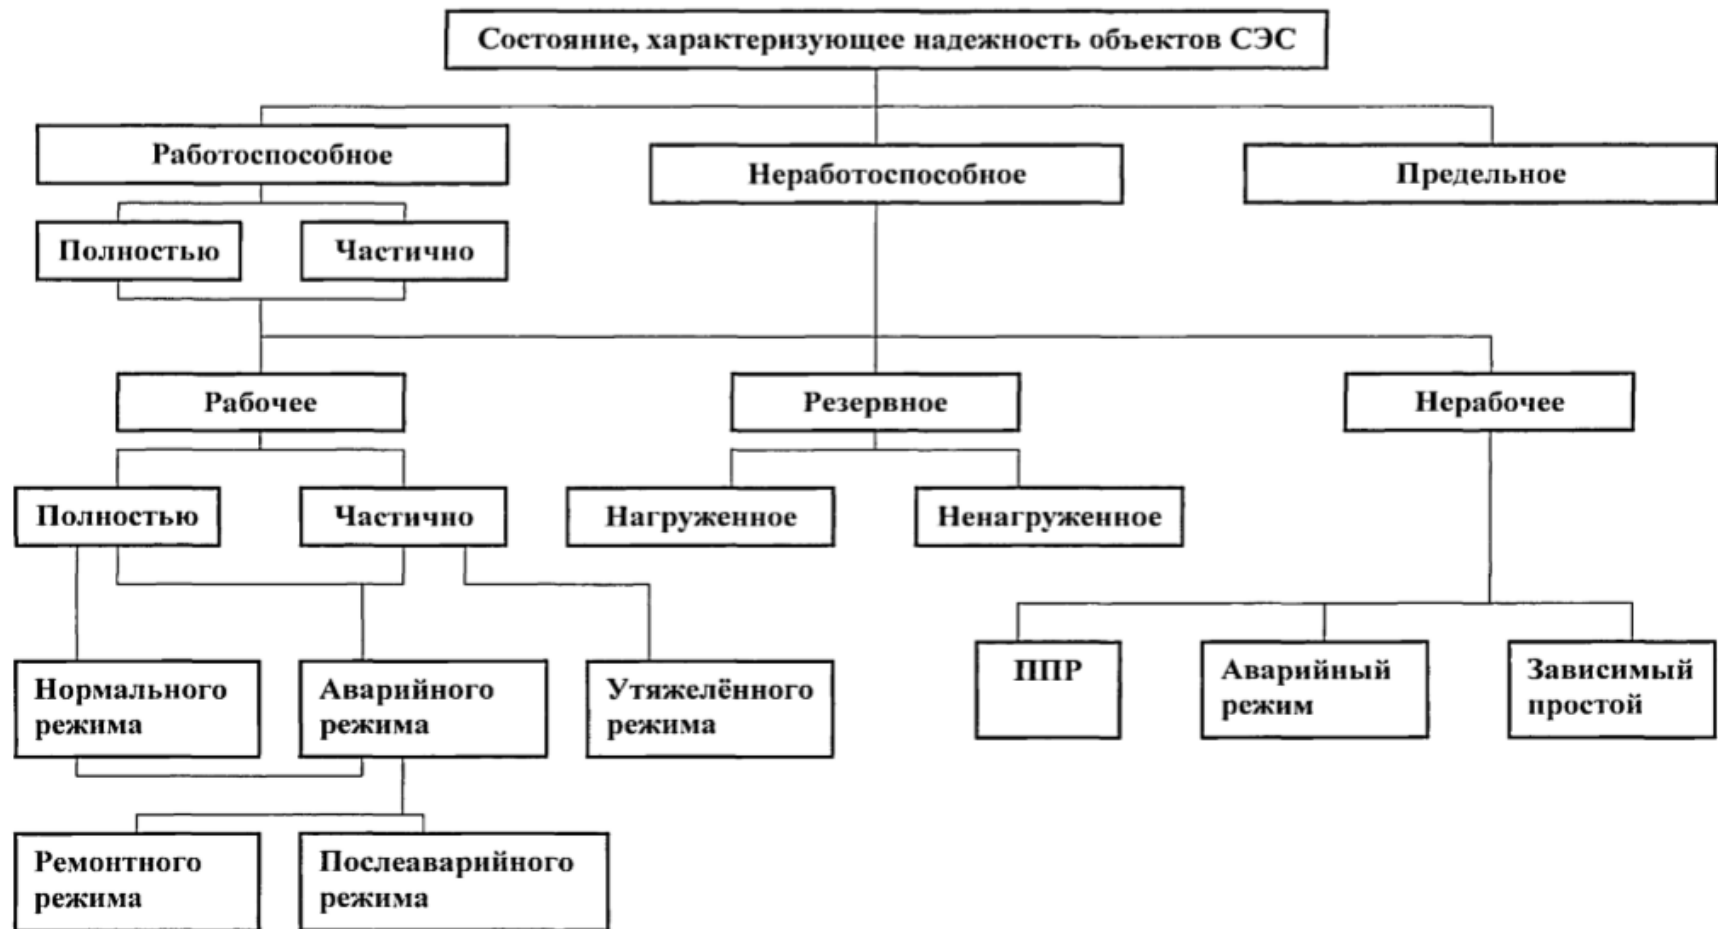 Состояние, характеризующее надежность объектов СЭС
Работоспособное
Неработоспособное
Предельное
Полностью
Частично
Рабочее
Резервное
Нерабочее
Полностью
Частично
Нагруженное
Ненагруженное
Нормального
режима
Аварийного
режима
Утяжелённого
режима
ППР
Аварийный
режим
Зависимый
простой
Ремонтного
режима
Послеаварийного
режима